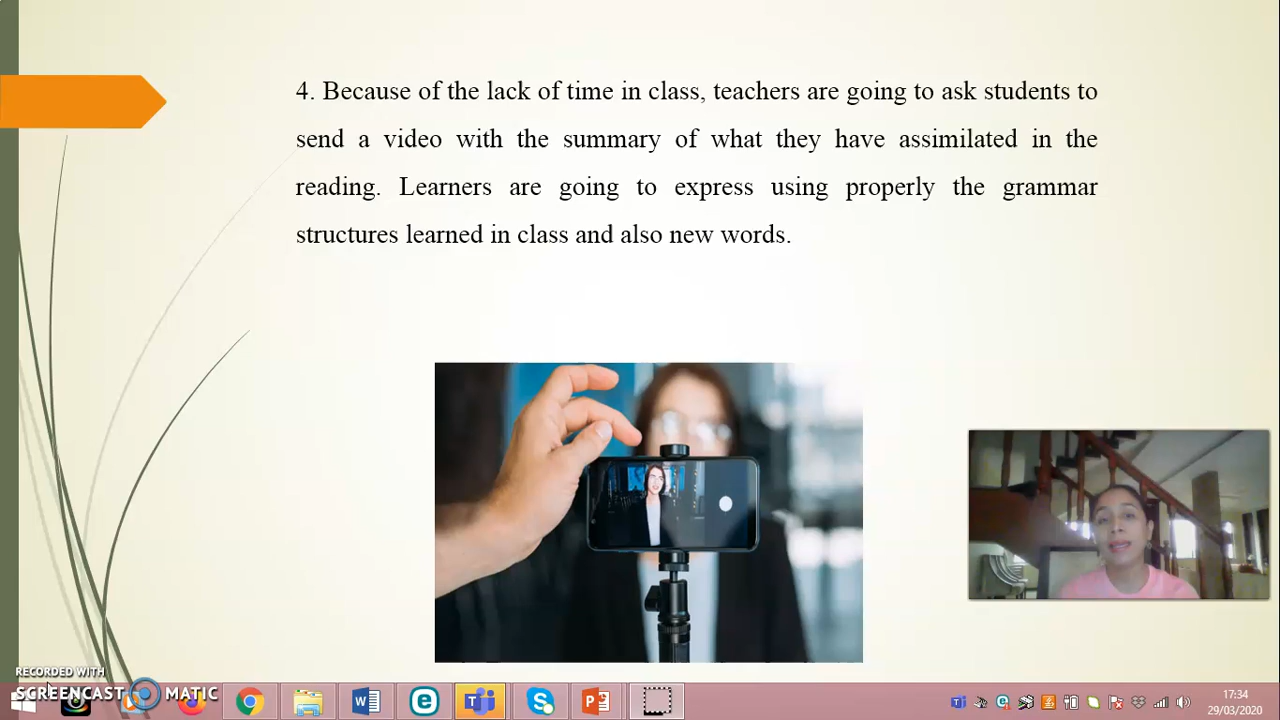 4. Because of the lack of time in class, teachers are going to ask students to
send a video with the summary of what they have assimilated in the
reading. Learners are going to express using properly the grammar
structures learned in class and also new words.
RECORDED WITH
SCREENCAST MATIC
17:34
29/03/2020